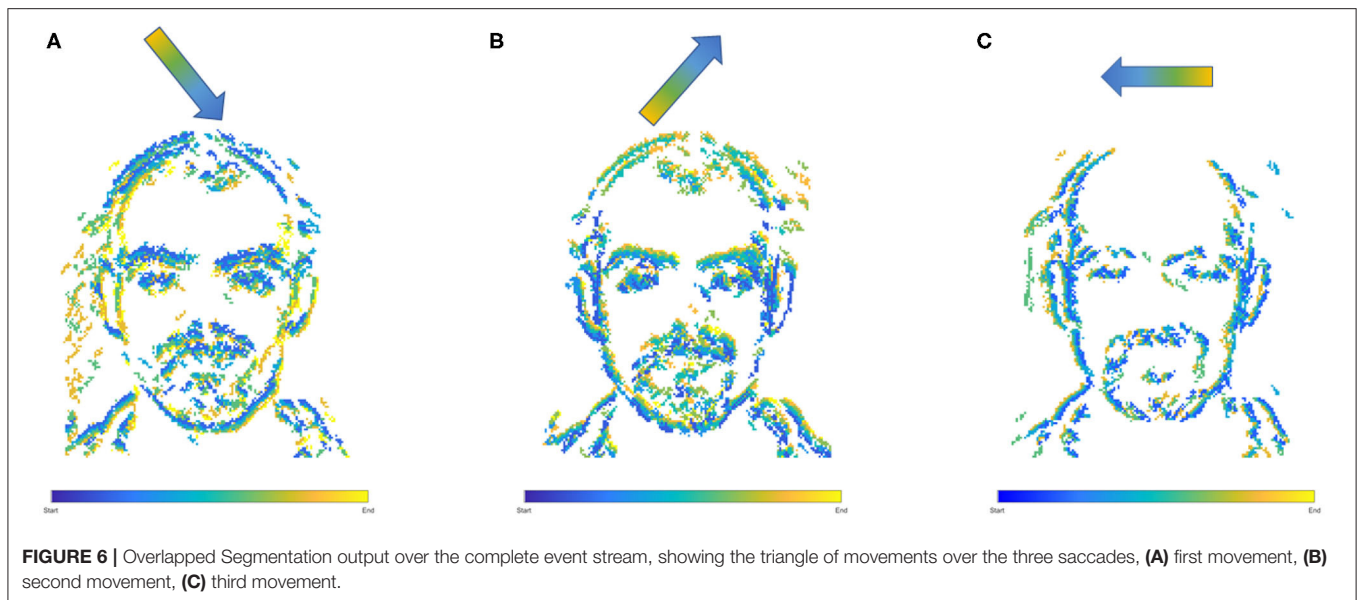 A B C
Start End Start End Start End
FIGURE 6 | Overlapped Segmentation output over the complete event stream, showing the triangle of movements over the three saccades, (A) first movement, (B)
second movement, (C) third movement.